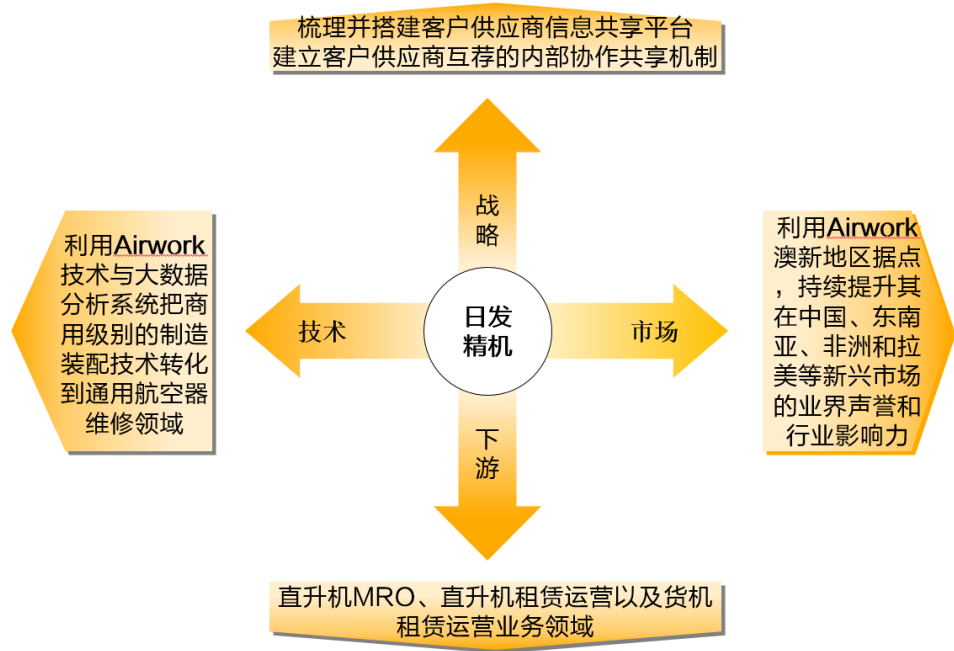 梳理并搭建客户供应商信息共享平台
建立客户供应商互荐的内部协作共享机制
战
略
利用Airwork
技术与大数据
分析系统把商
用级别的制造
装配技术转化
到通用航空器
维修领域
技术
日发
精机
市场
利用Airwork
澳新地区据点
，持续提升其
在中国、东南
亚、非洲和拉
美等新兴市场
的业界声誉和
行业影响力
下
游
直升机MRO、直升机租赁运营以及货机
租赁运营业务领域